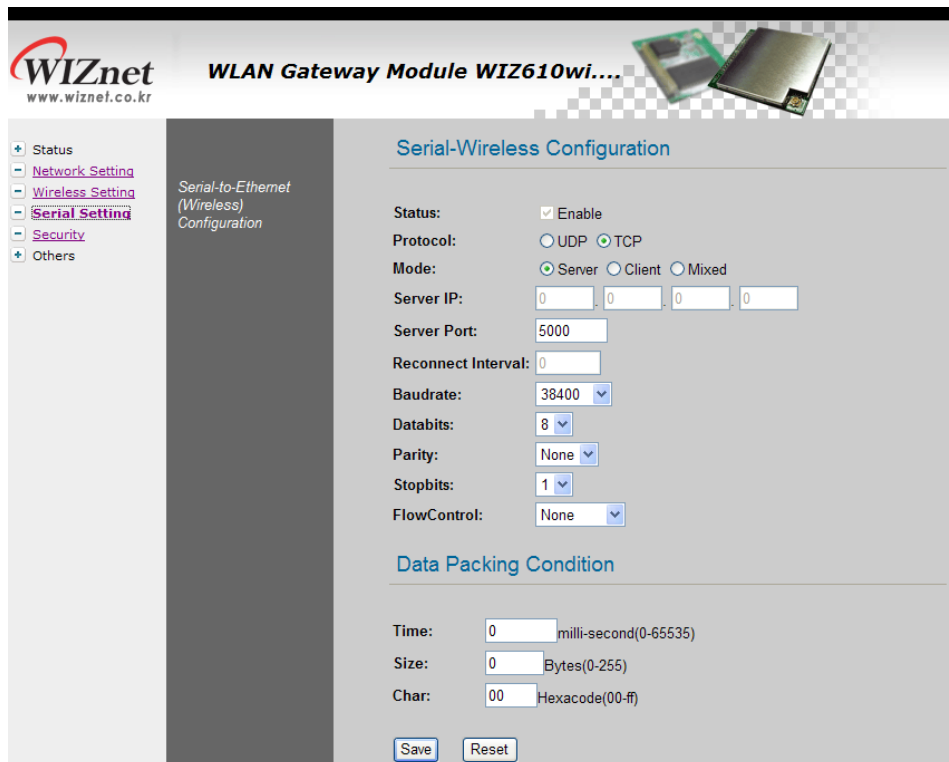 WIZnet
www.wiznet.co.kr
WLAN Gateway Module WIZ610wi....
Status
Network Setting
Wireless Setting
Serial Setting
Security
Others
Serial-to-Ethernet
(Wireless)
Configuration
Serial-Wireless Configuration
Status: Enable
Protocol: UDP TCP
Mode: Server Client Mixed
Server IP: 0 . 0 . 0 . 0
Server Port: 5000
Reconnect Interval: 0
Baudrate: 38400
Databits: 8
Parity: None
Stopbits: 1
FlowControl: None
Data Packing Condition
Time: 0 milli-second(0-65535)
Size: 0 Bytes(0-255)
Char: 00 Hexacode(00-ff)
Save Reset